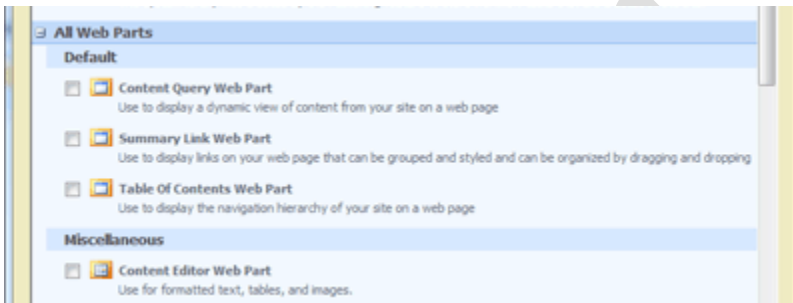 All Web Parts
Default
Content Query Web Part
Use to display a dynamic view of content from your site on a web page
Summary Link Web Part
Use to display links on your web page that can be grouped and styled and can be organized by dragging and dropping
Table Of Contents Web Part
Use to display the navigation hierarchy of your site on a web page
Miscellaneous
Content Editor Web Part
Use for formatted text, tables, and images.